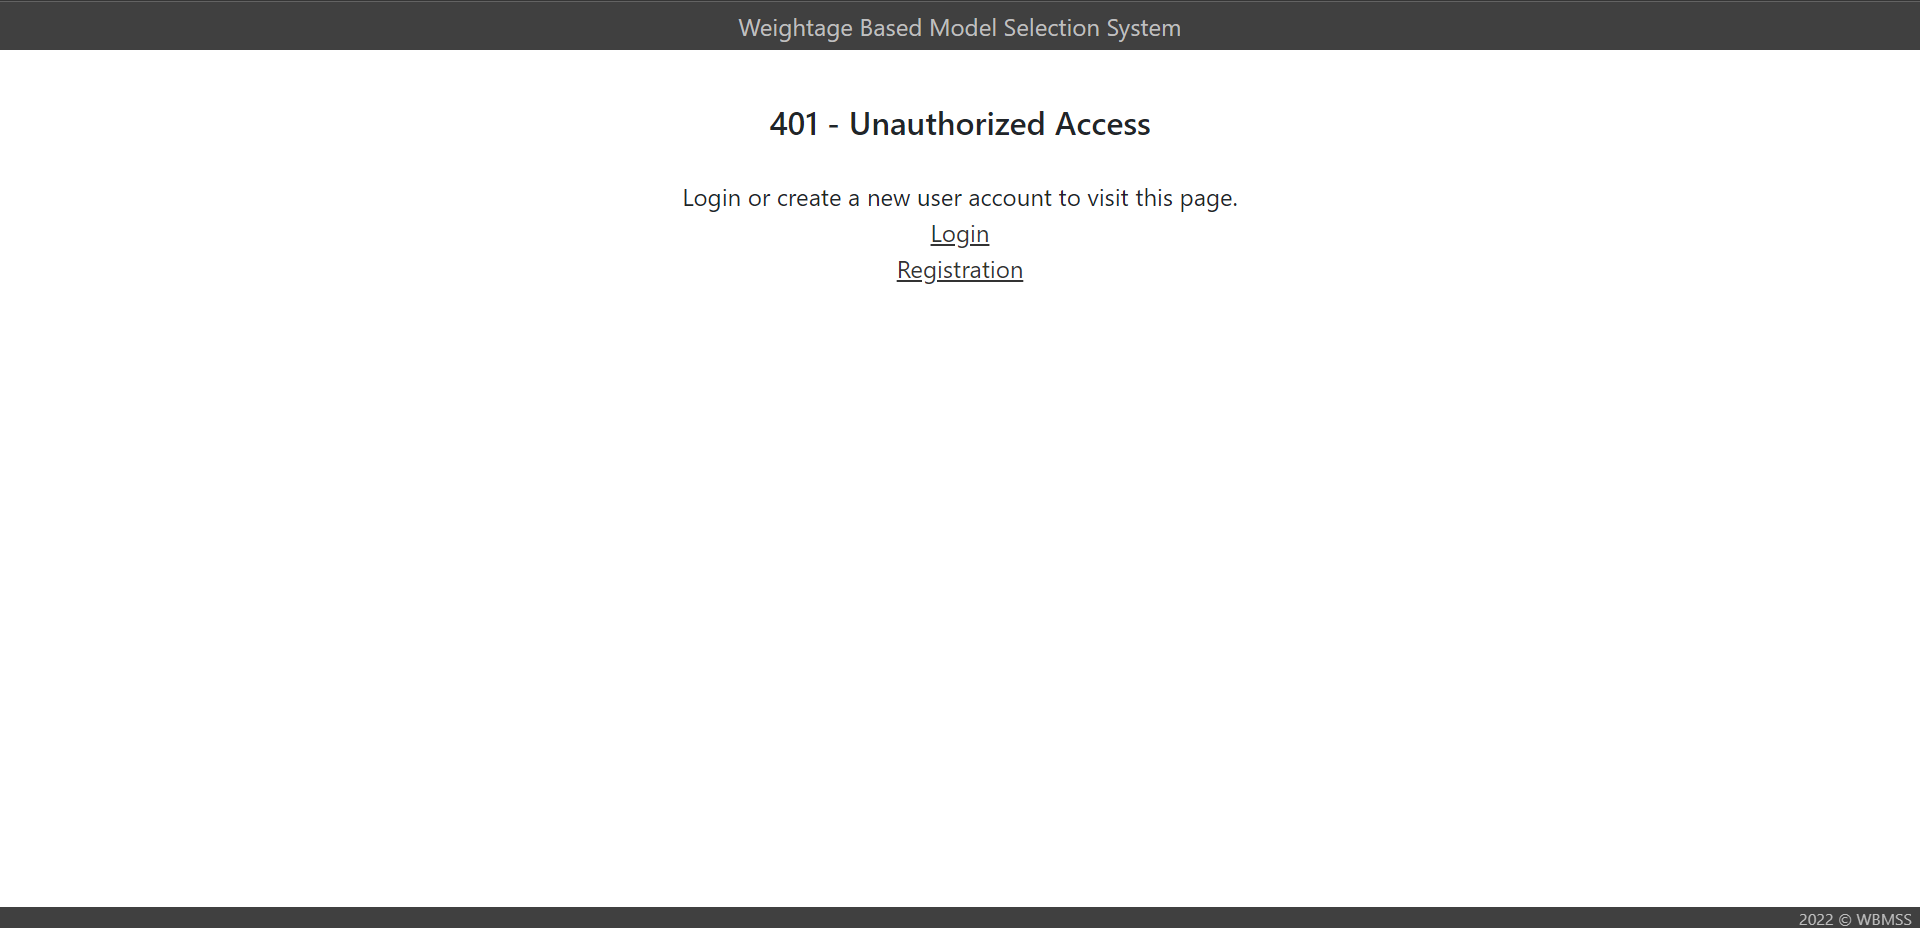 Weightage Based Model Selection System
401 - Unauthorized Access
Login or create a new user account to visit this page.
Login
Registration
2022 © WBMSS